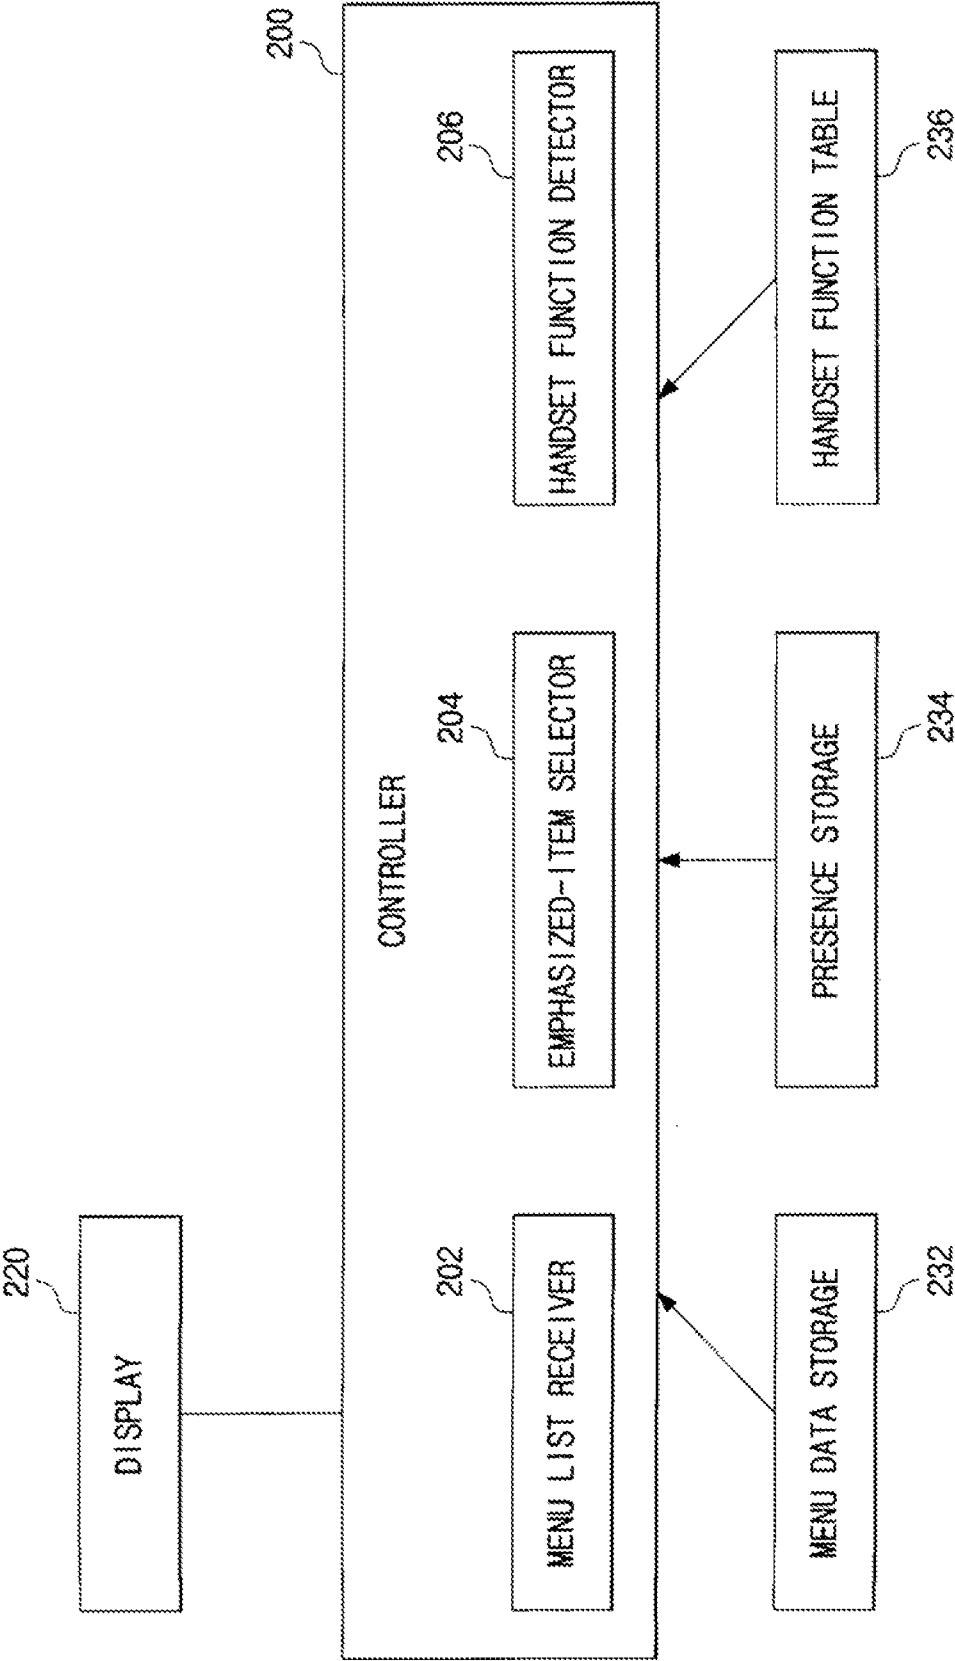 220
DISPLAY
200
CONTROLLER
202
MENU LIST RECEIVER
204
EMPHASIZED-ITEM SELECTOR
206
HANDSET FUNCTION DETECTOR
MENU DATA STORAGE
232
PRESENCE STORAGE
234
HANDSET FUNCTION TABLE
236